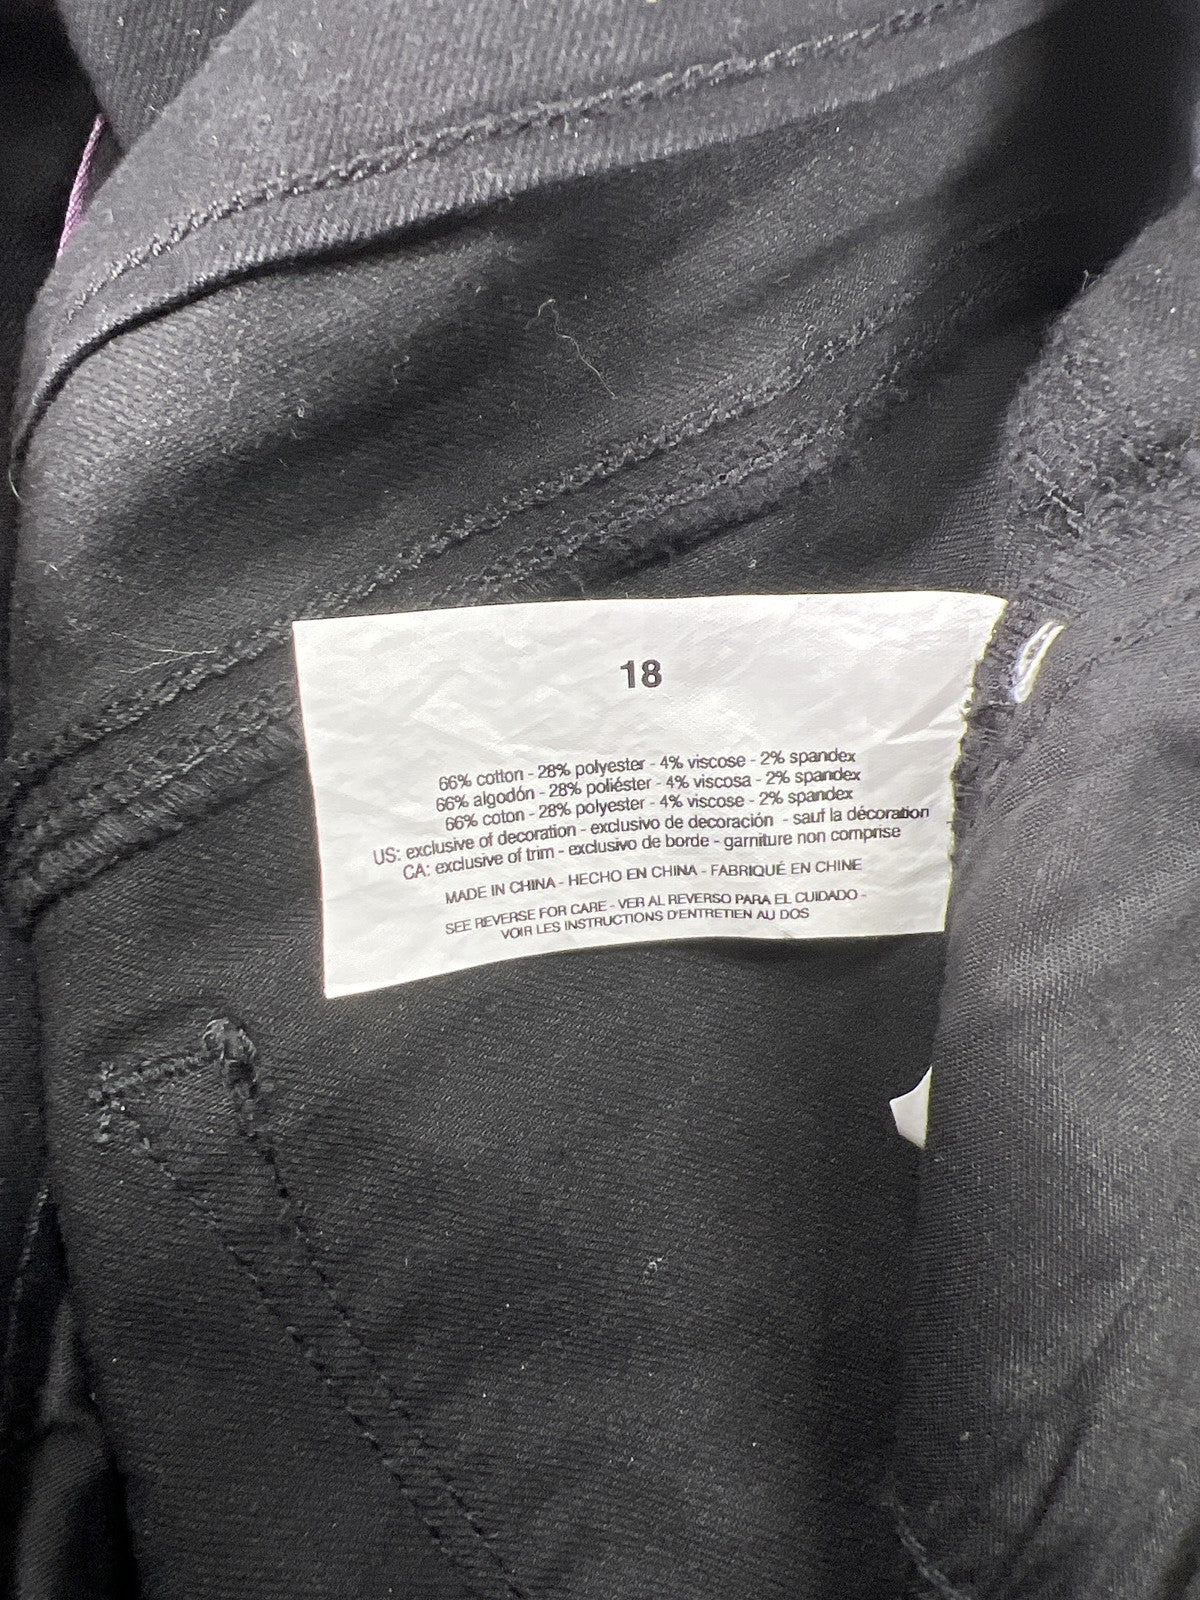 18
66% cotton - 28% polyester - 4% viscose - 2% spandex
66% algodón - 28% poliéster - 4% viscosa - 2% spandex
66% coton - 28% polyester - 4% viscose - 2% spandex
US: exclusive of decoration - exclusivo de decoración - sauf la décoration
CA: exclusive of trim - exclusivo de borde - garniture non comprise
MADE IN CHINA - HECHO EN CHINA - FABRIQUÉ EN CHINE
SEE REVERSE FOR CARE - VER AL REVERSO PARA EL CUIDADO -
VOIR LES INSTRUCTIONS D'ENTRETIEN AU DOS